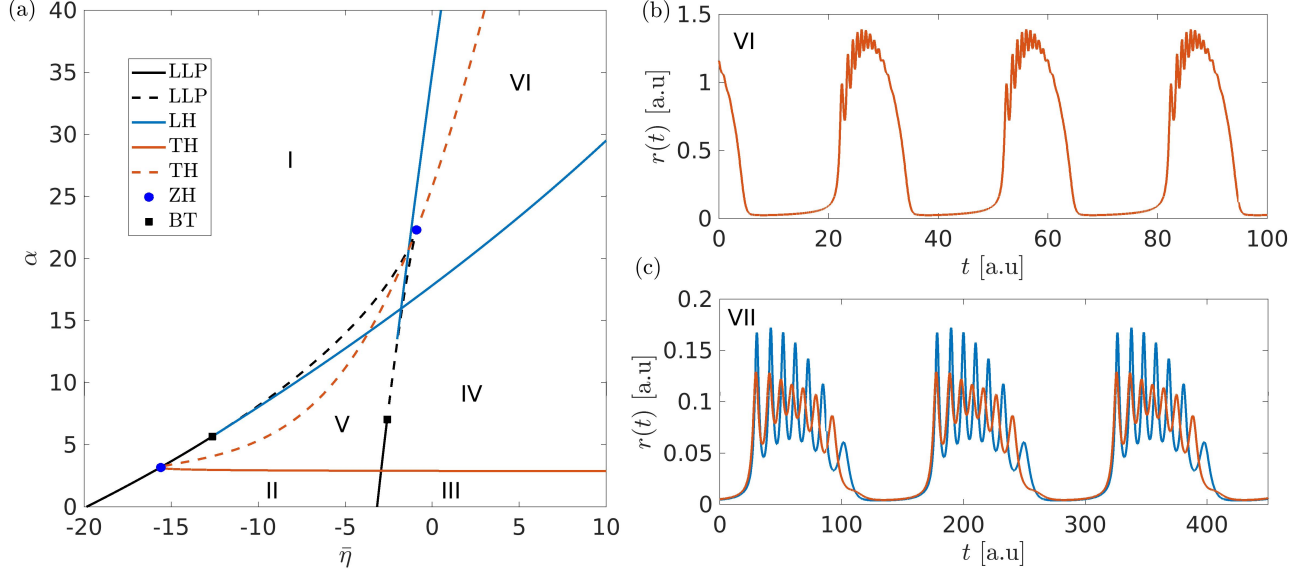 (a)
40
35
30
25
20
15
10
5
0
α
-20
-15
-10
-5
0
5
10
η̄
LLP
LLP
LH
TH
TH
ZH
BT
I
VI
IV
V
II
III
(b)
VI
1.5
1
0.5
0
r(t) [a.u]
0
20
40
60
80
100
t [a.u]
(c)
VII
0.2
0.15
0.1
0.05
0
r(t) [a.u]
0
100
200
300
400
t [a.u]